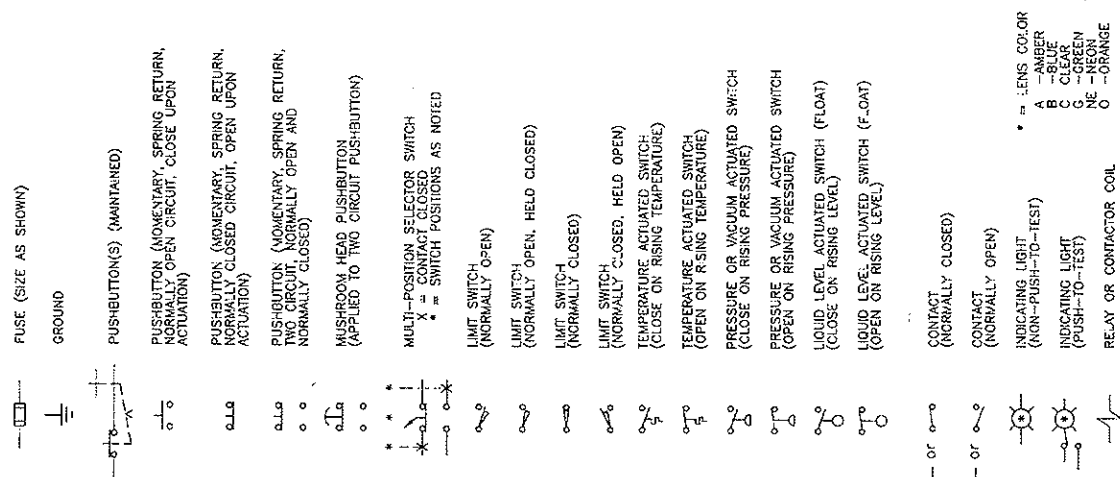 FUSE (SIZE AS SHOWN)
GROUND
PUSHBUTTON(S) (MAINTAINED)
PUSHBUTTON (MOMENTARY, SPRING RETURN,
NORMALLY OPEN CIRCUIT, CLOSE UPON
ACTUATION)
PUSHBUTTON (MOMENTARY, SPRING RETURN,
NORMALLY CLOSED CIRCUIT, OPEN UPON
ACTUATION)
PUSHBUTTON (MOMENTARY, SPRING RETURN,
TWO CIRCUIT, NORMALLY OPEN AND
NORMALLY CLOSED)
MUSHROOM HEAD PUSHBUTTON
(APPLIED TO TWO CIRCUIT PUSHBUTTON)
* * *
MULTI-POSITION SELECTOR SWITCH
X = CONTACT CLOSED
* = SWITCH POSITIONS AS NOTED
LIMIT SWITCH
(NORMALLY OPEN)
LIMIT SWITCH
(NORMALLY OPEN, HELD CLOSED)
LIMIT SWITCH
(NORMALLY CLOSED)
LIMIT SWITCH
(NORMALLY CLOSED, HELD OPEN)
TEMPERATURE ACTUATED SWITCH
(CLOSE ON RISING TEMPERATURE)
TEMPERATURE ACTUATED SWITCH
(OPEN ON RISING TEMPERATURE)
PRESSURE OR VACUUM ACTUATED SWITCH
(CLOSE ON RISING PRESSURE)
PRESSURE OR VACUUM ACTUATED SWITCH
(OPEN ON RISING PRESSURE)
LIQUID LEVEL ACTUATED SWITCH (FLOAT)
(CLOSE ON RISING LEVEL)
LIQUID LEVEL ACTUATED SWITCH (FLOAT)
(OPEN ON RISING LEVEL)
or
CONTACT
(NORMALLY CLOSED)
or
CONTACT
(NORMALLY OPEN)
*
INDICATING LIGHT
(NON-PUSH-TO-TEST)
*
INDICATING LIGHT
(PUSH-TO-TEST)
* = LENS COLOR
A -AMBER
B -BLUE
C CLEAR
G -GREEN
NE -NEON
O -ORANGE
RELAY OR CONTACTOR COIL